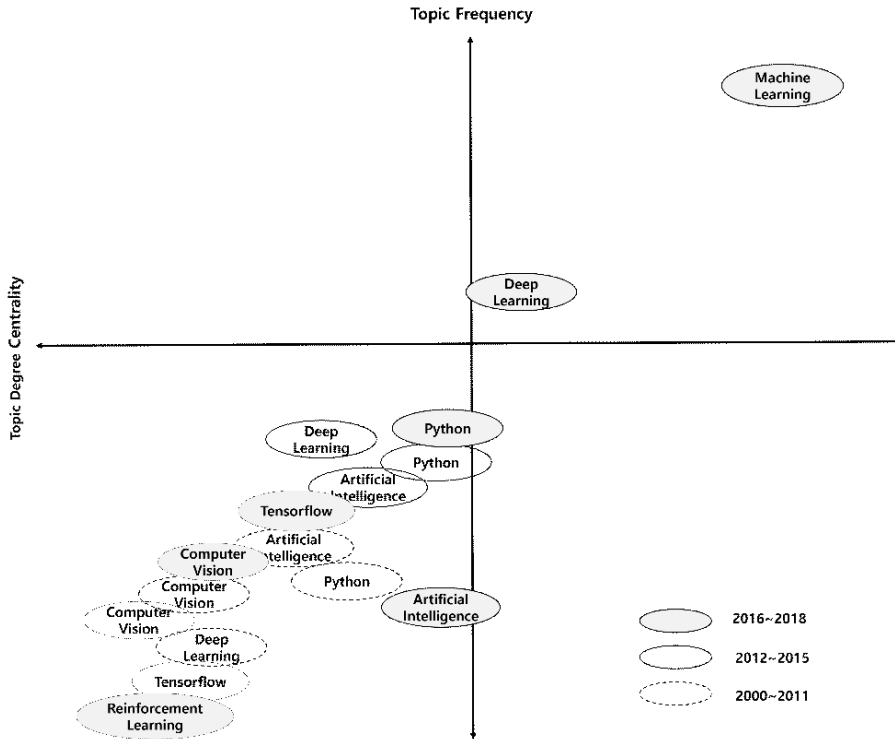 Topic Frequency
Machine
Learning
Deep
Learning
Topic Degree Centrality
Python
Deep
Learning
Python
Artificial
Intelligence
Tensorflow
Artificial
Intelligence
Computer
Vision
Python
Computer
Vision
Artificial
Intelligence
Computer
Vision
Deep
Learning
Tensorflow
Reinforcement
Learning
2016~2018
2012~2015
2000~2011